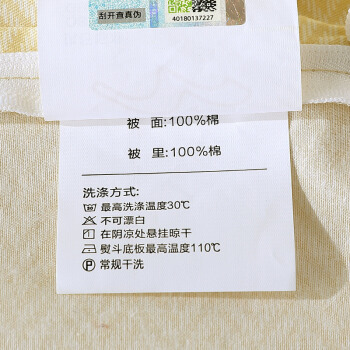 刮开查真伪
40180137227
被 面:100%棉
被 里:100%棉
洗涤方式:
最高洗涤温度30℃
不可漂白
在阴凉处悬挂晾干
熨斗底板最高温度110℃
Ⓟ 常规干洗